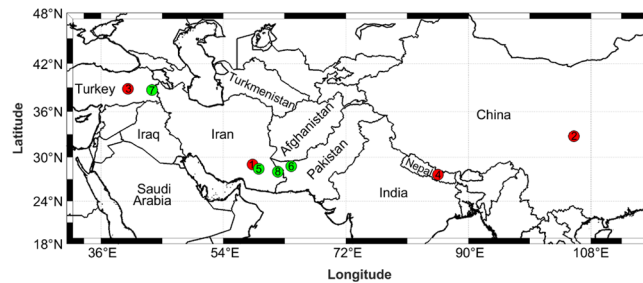 48°N
42°N
36°N
30°N
24°N
18°N
Latitude
Turkey
3
7
Turkmenistan
China
Iraq
Iran
Afghanistan
Pakistan
2
1
5
8
6
Nepal
4
Saudi
Arabia
India
36°E
54°E
72°E
90°E
108°E
Longitude